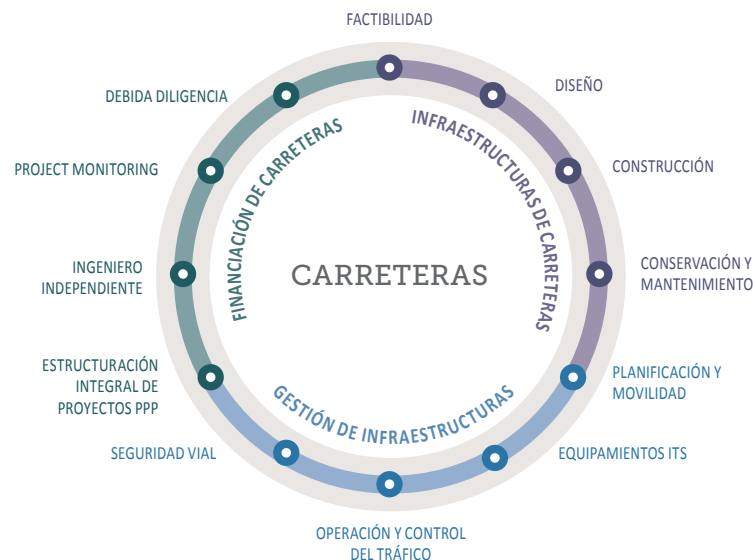 FACTIBILIDAD
DISEÑO
CONSTRUCCIÓN
CONSERVACIÓN Y
MANTENIMIENTO
PLANIFICACIÓN Y
MOVILIDAD
EQUIPAMIENTOS ITS
OPERACIÓN Y CONTROL
DEL TRÁFICO
SEGURIDAD VIAL
ESTRUCTURACIÓN
INTEGRAL DE
PROYECTOS PPP
INGENIERO
INDEPENDIENTE
PROJECT MONITORING
DEBIDA DILIGENCIA
FINANCIACIÓN DE CARRETERAS
INFRAESTRUCTURAS DE CARRETERAS
GESTIÓN DE INFRAESTRUCTURAS
CARRETERAS